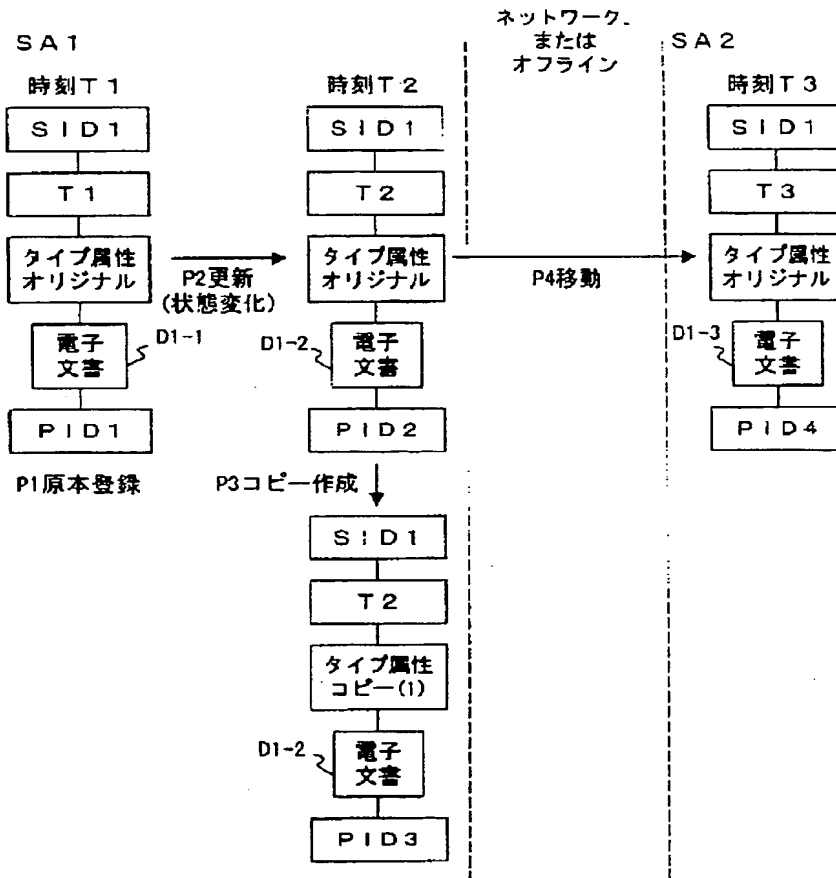 SA1
ネットワーク、
または
オフライン
SA2
時刻T1
SID1
T1
タイプ属性
オリジナル
電子
文書
D1-1
PID1
P1原本登録
P2更新
(状態変化)
時刻T2
SID1
T2
タイプ属性
オリジナル
D1-2
電子
文書
PID2
P3コピー作成
SID1
T2
タイプ属性
コピー(1)
D1-2
電子
文書
PID3
P4移動
時刻T3
SID1
T3
タイプ属性
オリジナル
D1-3
電子
文書
PID4